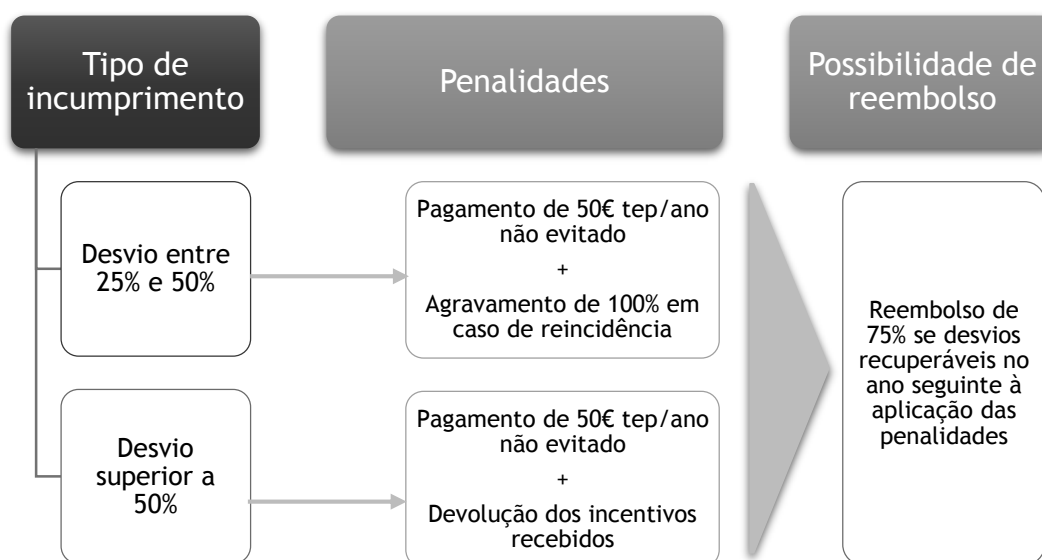 Tipo de
incumprimento
Penalidades
Possibilidade de
reembolso
Desvio entre
25% e 50%
Pagamento de 50€ tep/ano
não evitado
+
Agravamento de 100% em
caso de reincidência
Desvio
superior a
50%
Pagamento de 50€ tep/ano
não evitado
+
Devolução dos incentivos
recebidos
Reembolso de
75% se desvios
recuperáveis no
ano seguinte à
aplicação das
penalidades